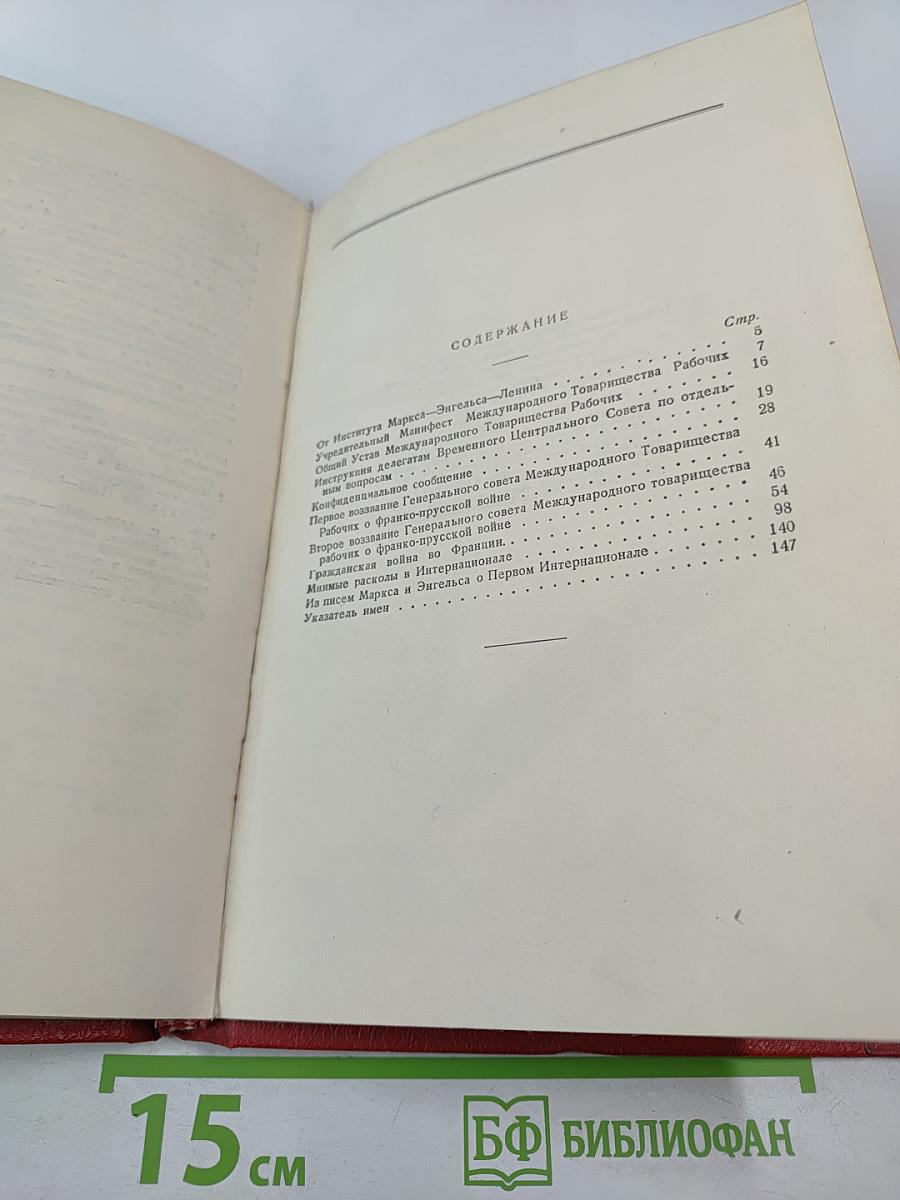 СОДЕРЖАНИЕ
Стр.
От Института Маркса—Энгельса—Ленина . . . . . . . . . . . . 5
Учредительный Манифест Международного Товарищества Рабочих 7
Общий Устав Международного Товарищества Рабочих . . . . . . 16
Инструкция делегатам Временного Центрального Совета по отдель-
ным вопросам . . . . . . . . . . . . . . . . . . . . 19
Конфиденциальное сообщение . . . . . . . . . . . . . . . 28
Первое воззвание Генерального совета Международного Товарищества
Рабочих о франко-прусской войне . . . . . . . . . . . . 41
Второе воззвание Генерального совета Международного товарищества
рабочих о франко-прусской войне . . . . . . . . . . . . 46
Гражданская война во Франции. . . . . . . . . . . . . . . 54
Мнимые расколы в Интернационале . . . . . . . . . . . . . 98
Из писем Маркса и Энгельса о Первом Интернационале . . . . . . 140
Указатель имен . . . . . . . . . . . . . . . . . . . . 147
15 см
БФ БИБЛИОФАН